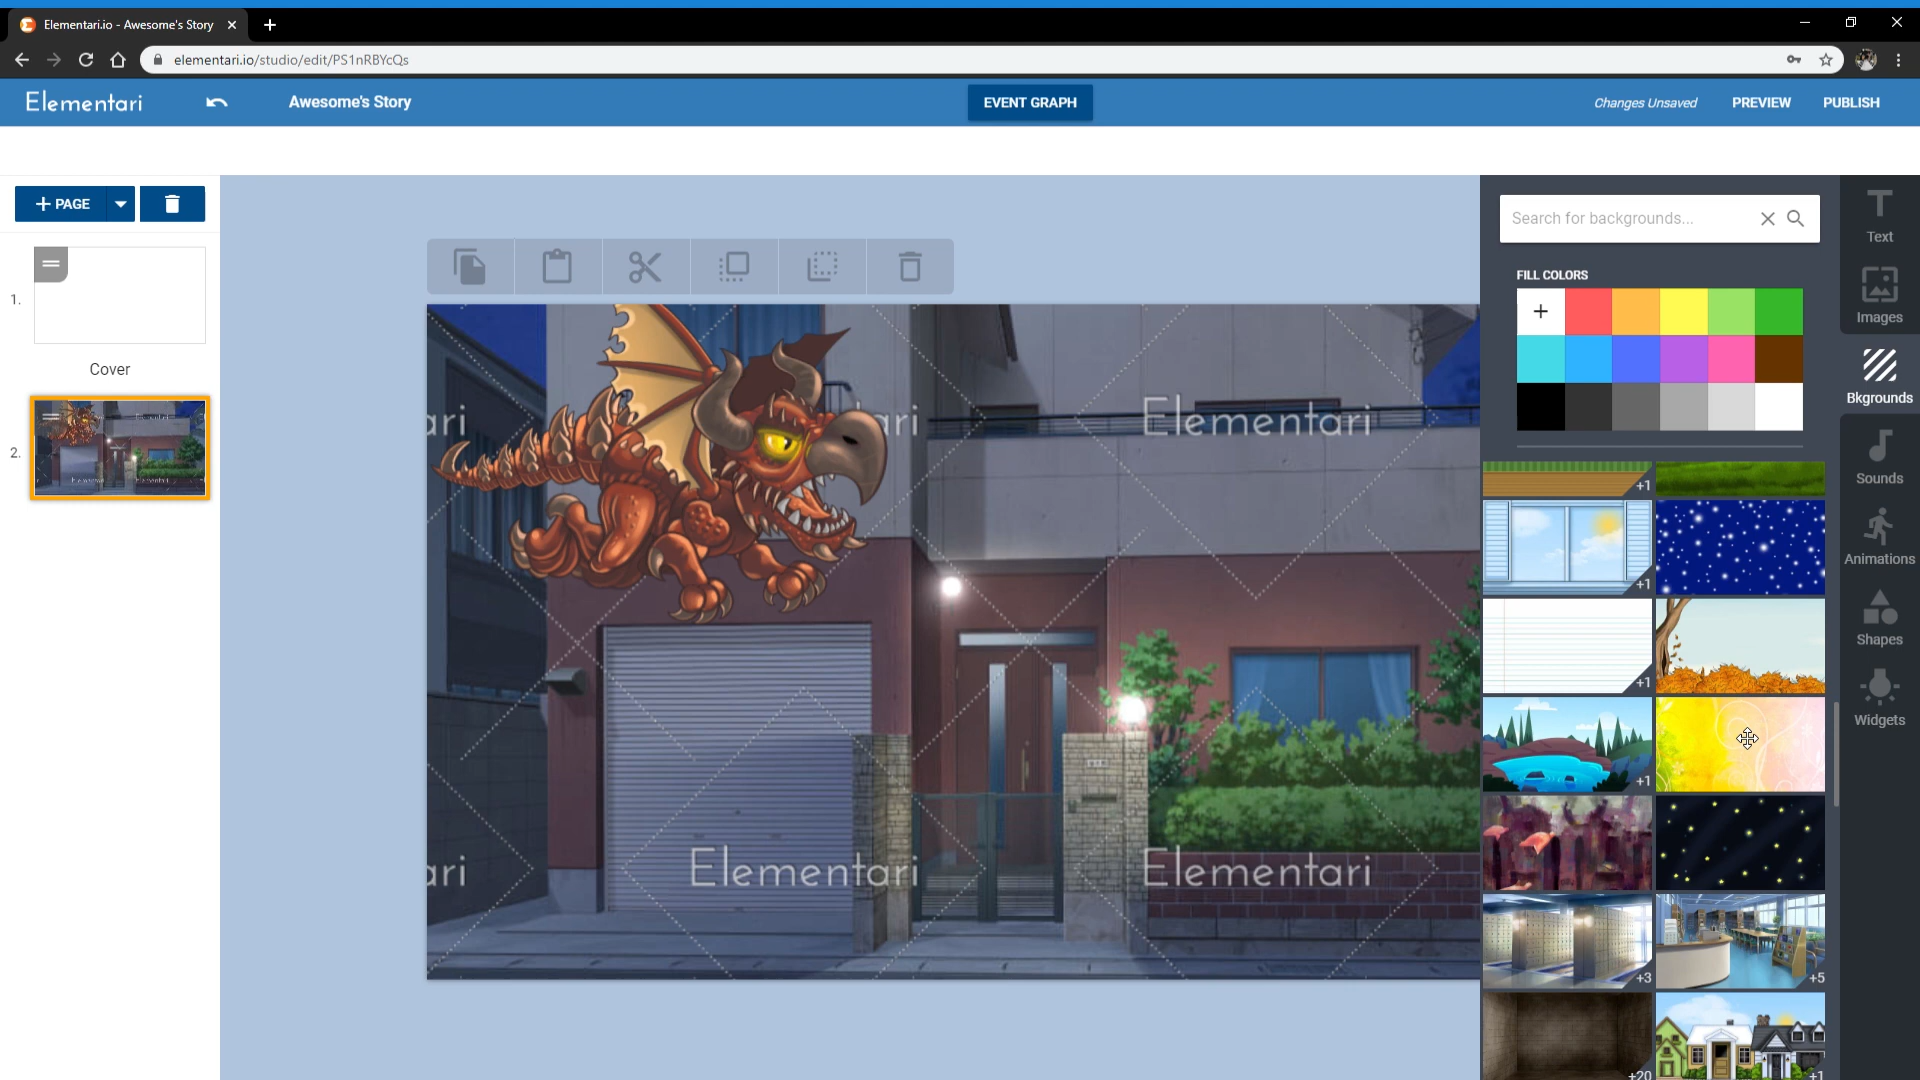 Elementari.io - Awesome's Story
elementari.io/studio/edit/PS1nRBYcQs
Elementari
Awesome's Story
EVENT GRAPH
Changes Unsaved
PREVIEW
PUBLISH
PAGE
1.
Cover
2.
Search for backgrounds...
FILL COLORS
Text
Images
Bkgrounds
Sounds
Animations
Shapes
Widgets
ari
ari
Elementari
ari
Elementari
Elementari
+1
+1
+1
+1
+3
+5
+20
+1